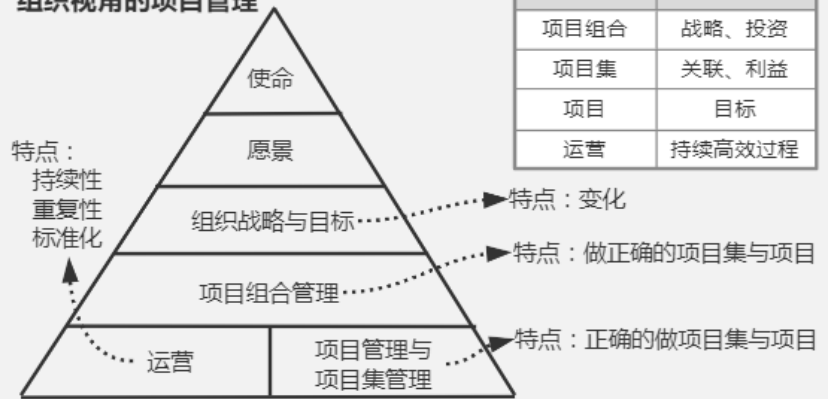 组织视角的项目管理
项目组合 战略、投资
项目集 关联、利益
项目 目标
运营 持续高效过程
使命
愿景
特点：
持续性
重复性
标准化
组织战略与目标
特点：变化
项目组合管理
特点：做正确的项目集与项目
运营
项目管理与
项目集管理
特点：正确的做项目集与项目